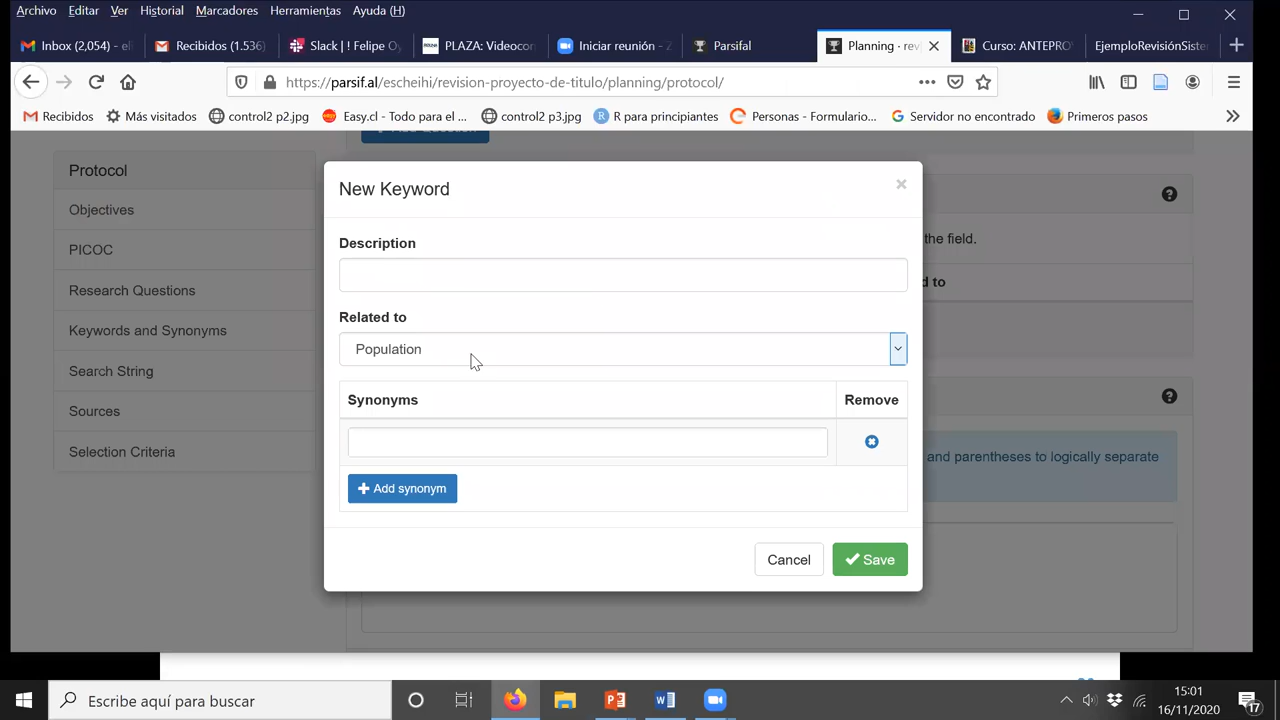 Archivo Editar Ver Historial Marcadores Herramientas Ayuda (H)
Inbox (2,054) - e
Recibidos (1.536)
Slack | ! Felipe Oy
PLAZA: Videocon
Iniciar reunión - Z
Parsifal
Planning · rev
Curso: ANTEPRO
EjemploRevisiónSiste
https://parsif.al/escheihi/revision-proyecto-de-titulo/planning/protocol/
Recibidos
Más visitados
control2 p2.jpg
Easy.cl - Todo para el ...
control2 p3.jpg
R para principiantes
Personas - Formulario...
Servidor no encontrado
Primeros pasos
Protocol
Objectives
PICOC
Research Questions
Keywords and Synonyms
Search String
Sources
Selection Criteria
New Keyword
×
Description
Related to
Population
Synonyms
Remove
Add synonym
Cancel
Save
the field.
d to
and parentheses to logically separate
Escribe aquí para buscar
15:01
16/11/2020
17